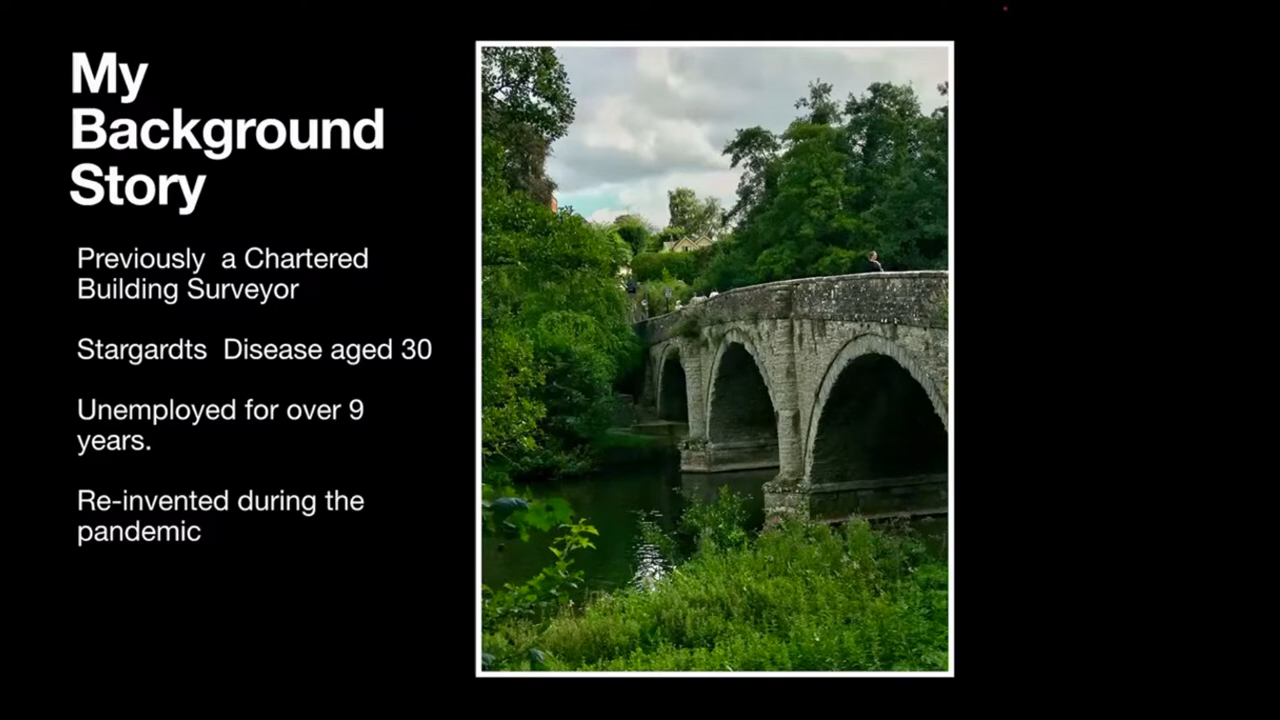 My
Background
Story
Previously a Chartered
Building Surveyor
Stargardts Disease aged 30
Unemployed for over 9
years.
Re-invented during the
pandemic